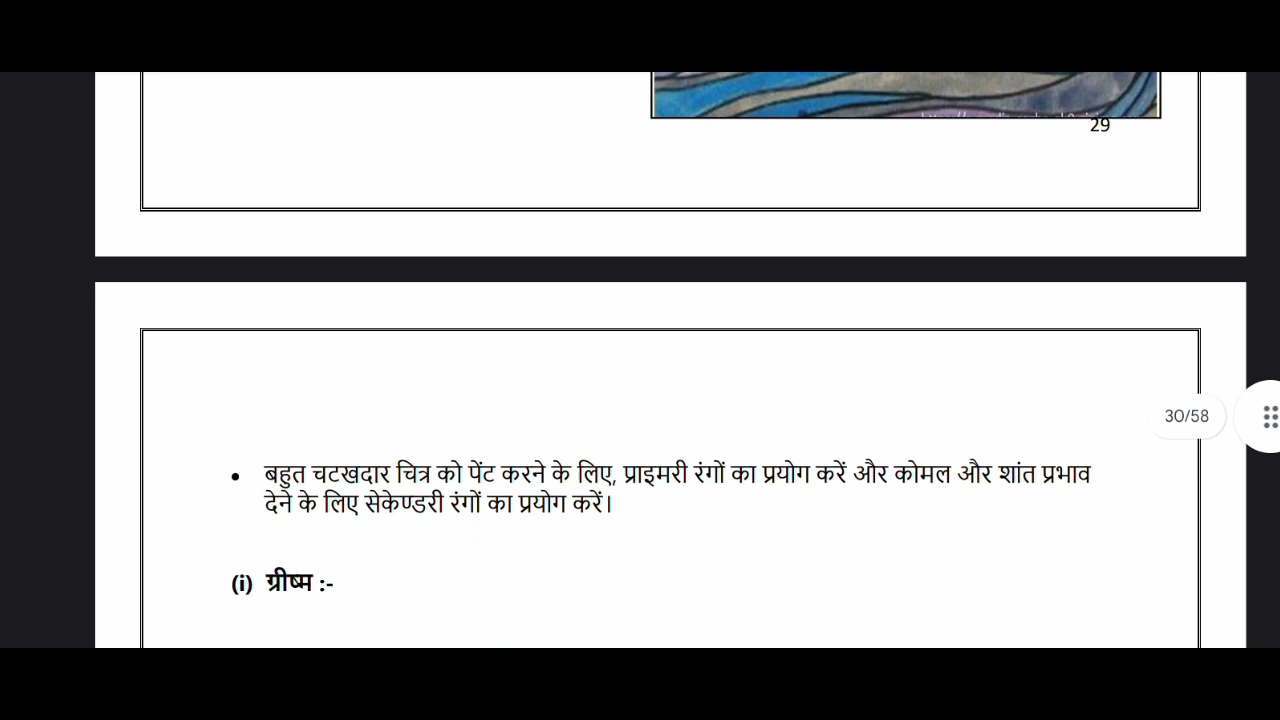 29
30/58
• बहुत चटखदार चित्र को पेंट करने के लिए, प्राइमरी रंगों का प्रयोग करें और कोमल और शांत प्रभाव
देने के लिए सेकेण्डरी रंगों का प्रयोग करें।
(i) ग्रीष्म :-